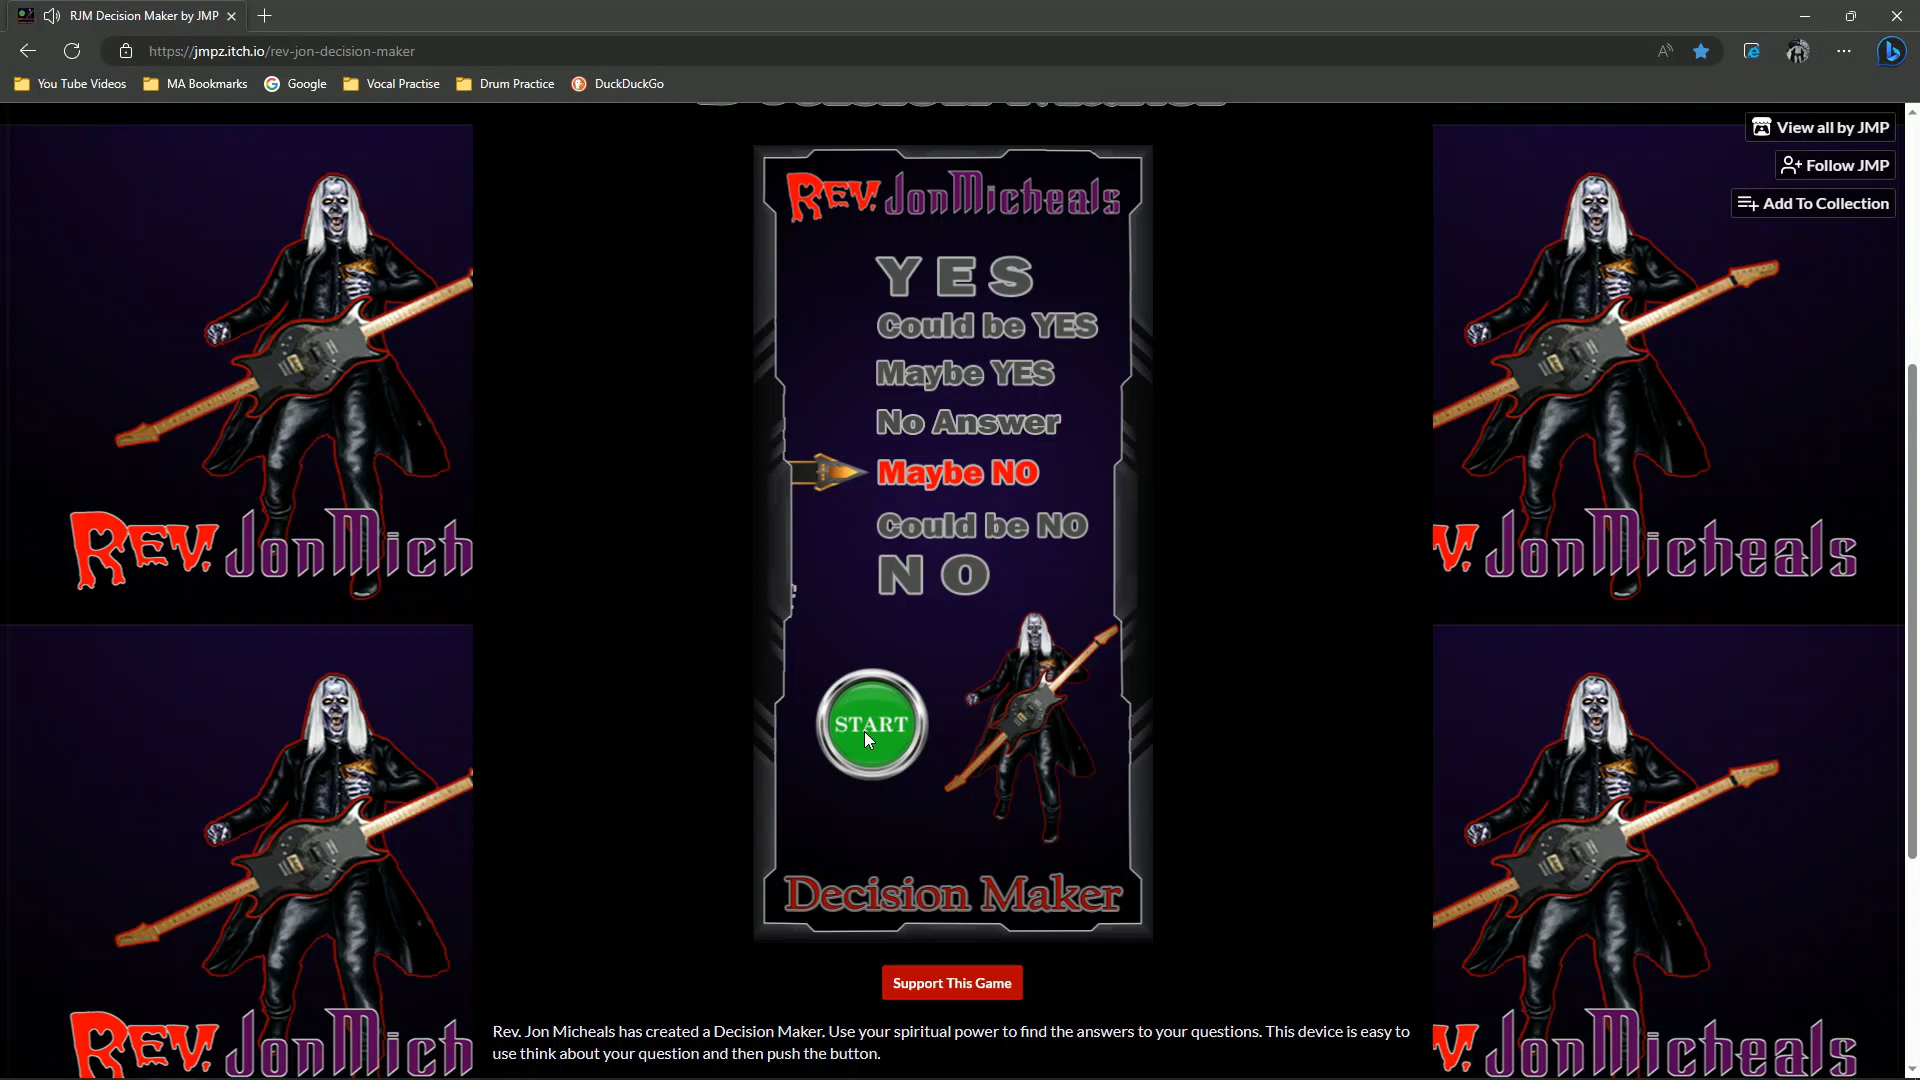 RJM Decision Maker by JMP
https://jmpz.itch.io/rev-jon-decision-maker
You Tube Videos
MA Bookmarks
Google
Vocal Practise
Drum Practice
DuckDuckGo
View all by JMP
Follow JMP
Add To Collection
REV. JonMicheals
YES
Could be YES
Maybe YES
No Answer
Maybe NO
Could be NO
NO
START
Decision Maker
REV. JonMich
V. JonMicheals
REV. JonMich
V. JonMicheals
Support This Game
Rev. Jon Micheals has created a Decision Maker. Use your spiritual power to find the answers to your questions. This device is easy to
use think about your question and then push the button.